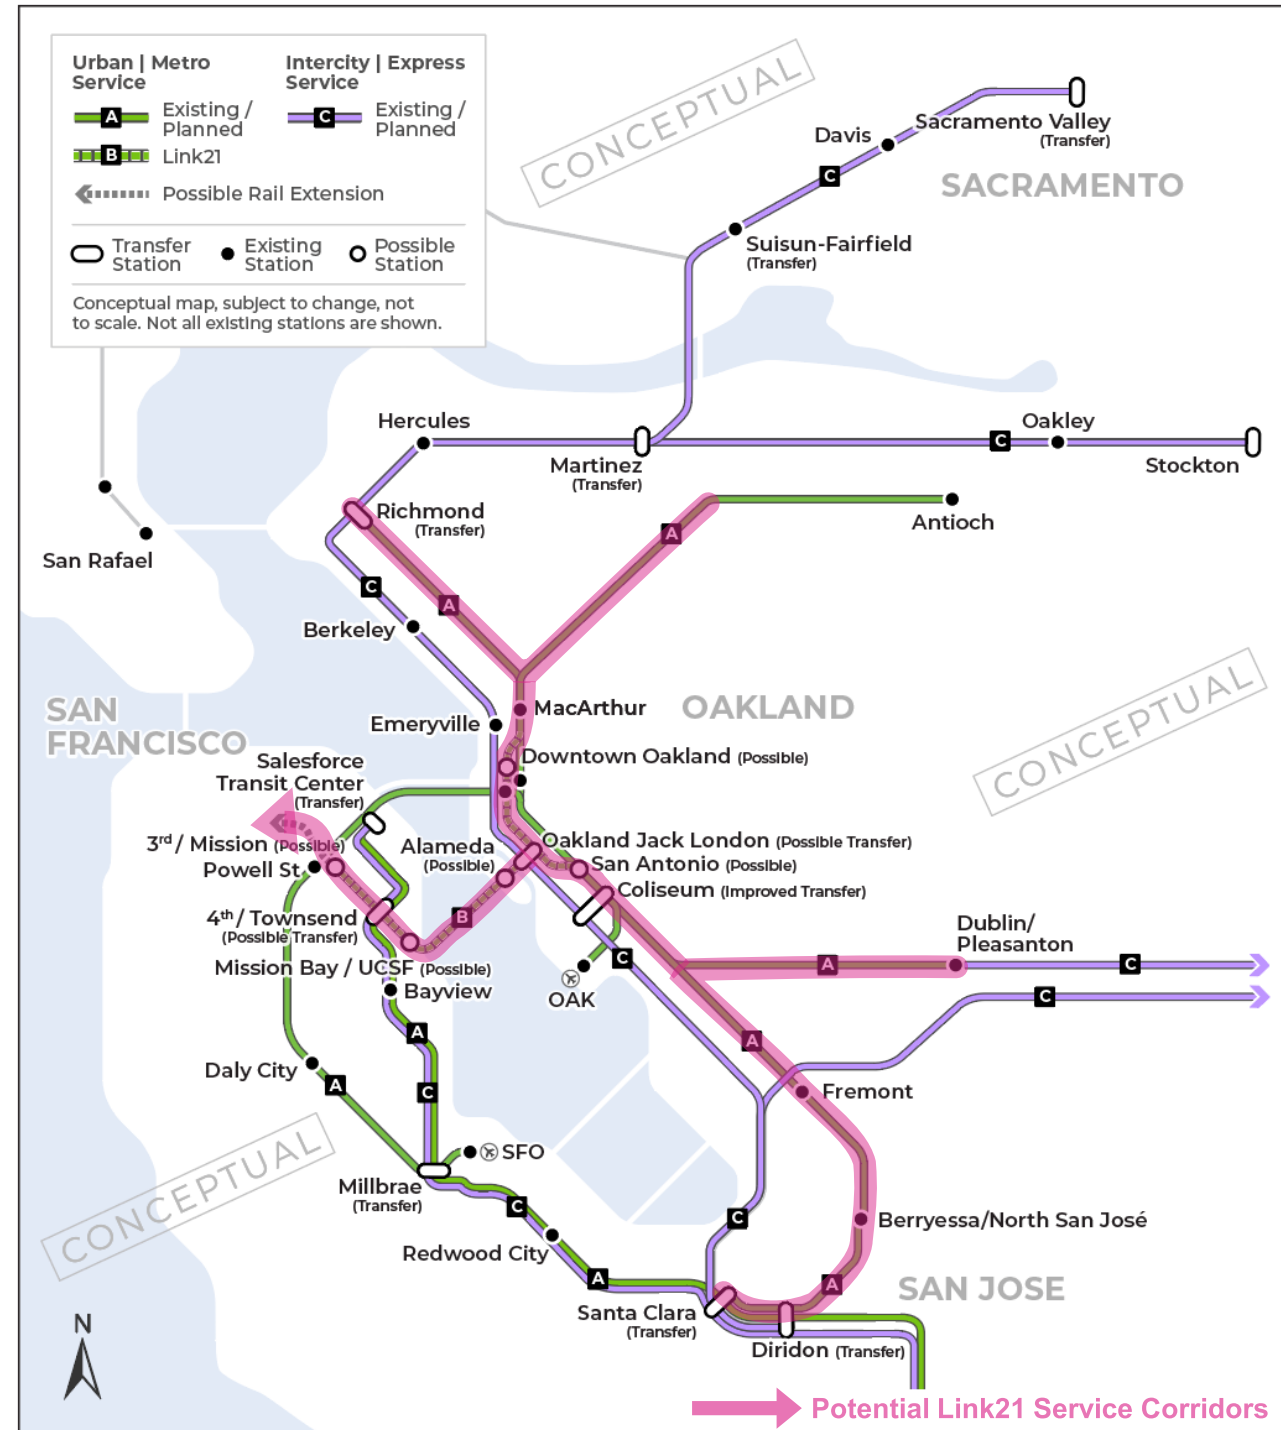 Urban | Metro
Service
A
Existing /
Planned
B
Link21
Possible Rail Extension
Intercity | Express
Service
C
Existing /
Planned
Transfer
Station
Existing
Station
Possible
Station
Conceptual map, subject to change, not
to scale. Not all existing stations are shown.
CONCEPTUAL
Sacramento Valley
(Transfer)
Davis
C
SACRAMENTO
Suisun-Fairfield
(Transfer)
Hercules
Martinez
(Transfer)
C
Oakley
Stockton
Richmond
(Transfer)
A
Antioch
San Rafael
C
A
Berkeley
SAN
FRANCISCO
Emeryville
MacArthur
OAKLAND
CONCEPTUAL
Downtown Oakland (Possible)
Salesforce
Transit Center
(Transfer)
3rd / Mission (Possible)
Powell St
Alameda
(Possible)
Oakland Jack London (Possible Transfer)
San Antonio (Possible)
Coliseum (Improved Transfer)
4th / Townsend
(Possible Transfer)
B
Mission Bay / UCSF (Possible)
Bayview
OAK
C
Dublin/
Pleasanton
A
C
C
A
A
Fremont
Daly City
A
C
CONCEPTUAL
SFO
Millbrae
(Transfer)
C
C
Berryessa/North San José
Redwood City
A
A
SAN JOSE
Santa Clara
(Transfer)
Diridon (Transfer)
N
Potential Link21 Service Corridors